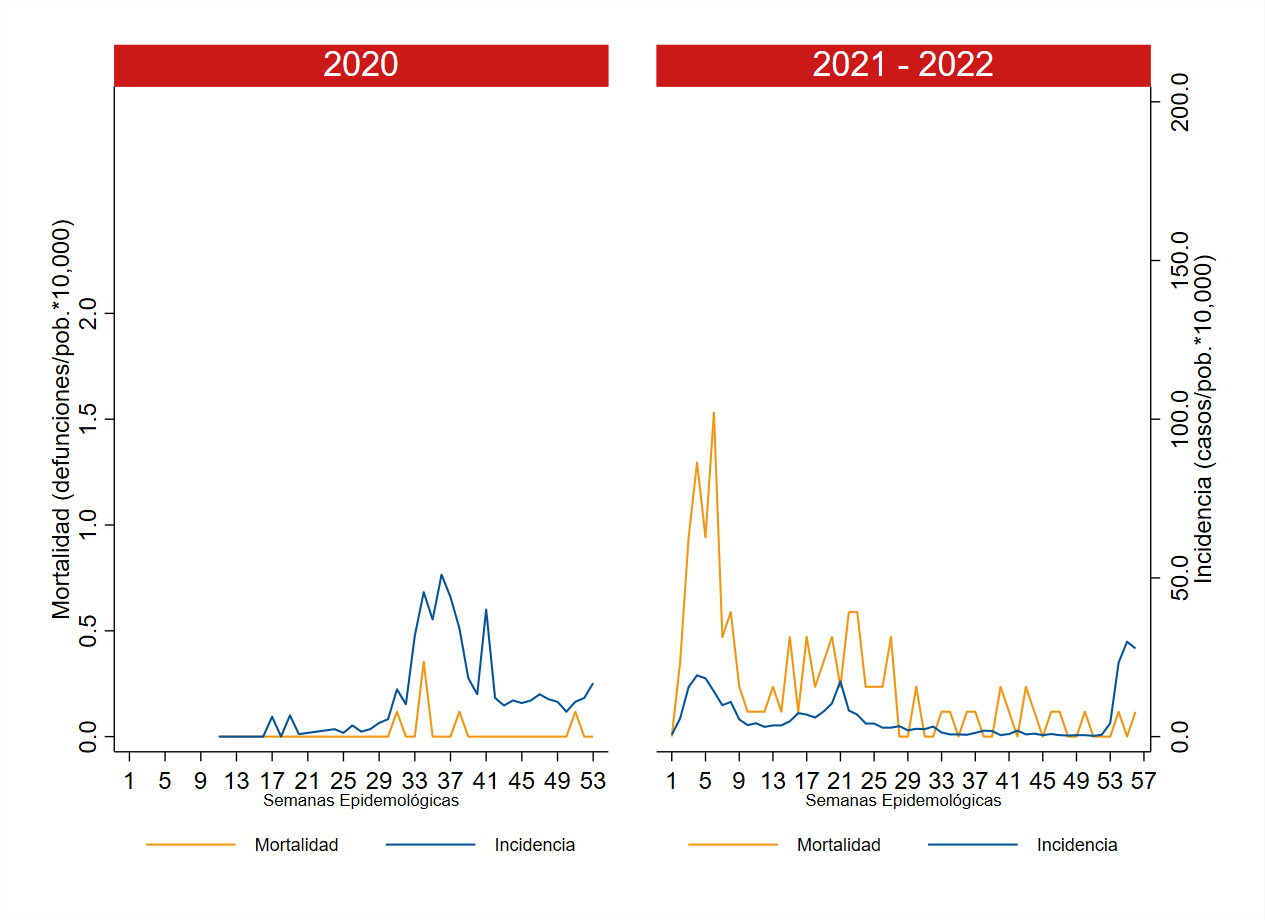 2020
2021 - 2022
Mortalidad (defunciones/pob.*10,000)
2.0
1.5
1.0
0.5
0.0
1 5 9 13 17 21 25 29 33 37 41 45 49 53
Semanas Epidemológicas
Mortalidad Incidencia
200.0
150.0
100.0
50.0
0.0
Incidencia (casos/pob.*10,000)
1 5 9 13 17 21 25 29 33 37 41 45 49 53 57
Semanas Epidemológicas
Mortalidad Incidencia